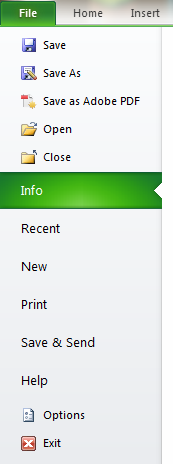 File Home Insert
Save
Save As
Save as Adobe PDF
Open
Close
Info
Recent
New
Print
Save & Send
Help
Options
Exit